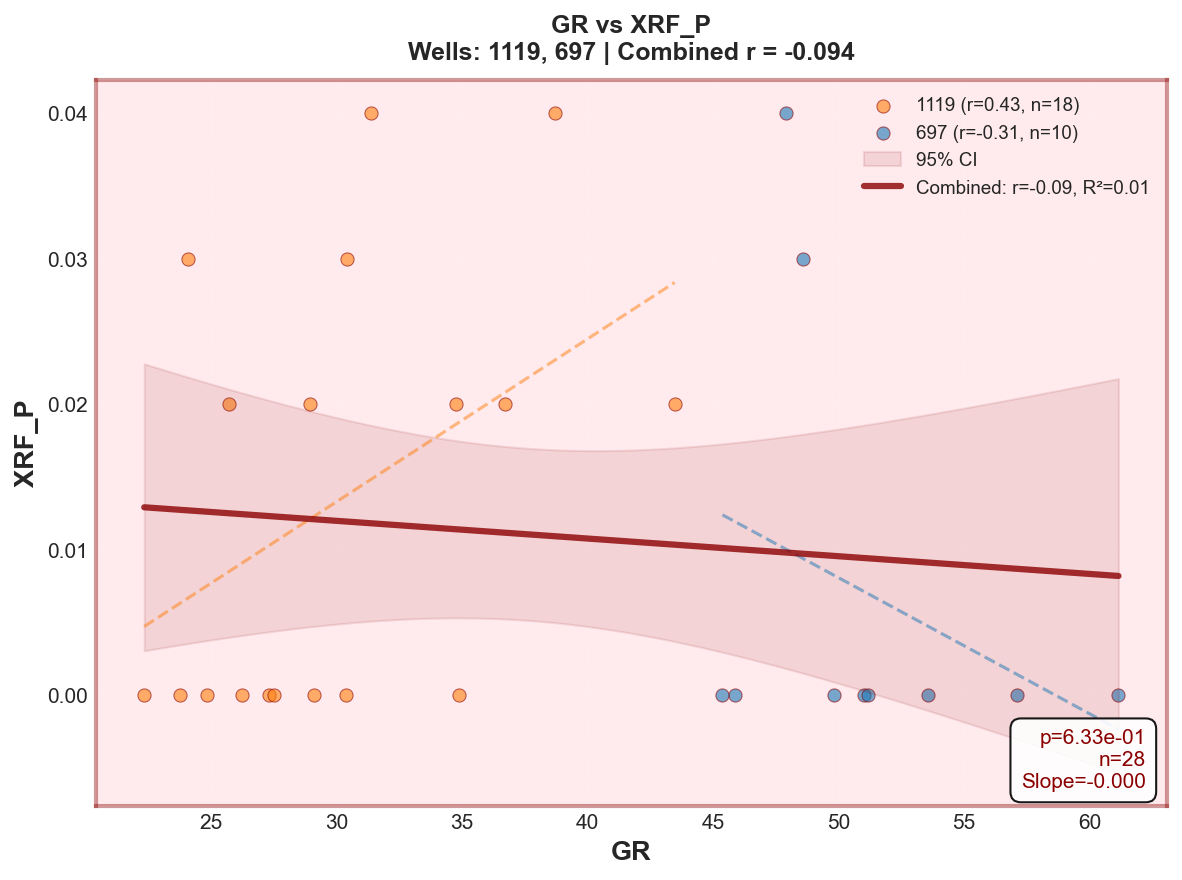 GR vs XRF_P
Wells: 1119, 697 | Combined r = -0.094
1119 (r=0.43, n=18)
697 (r=-0.31, n=10)
95% CI
Combined: r=-0.09, R²=0.01
XRF_P
0.04
0.03
0.02
0.01
0.00
p=6.33e-01
n=28
Slope=-0.000
25 30 35 40 45 50 55 60
GR